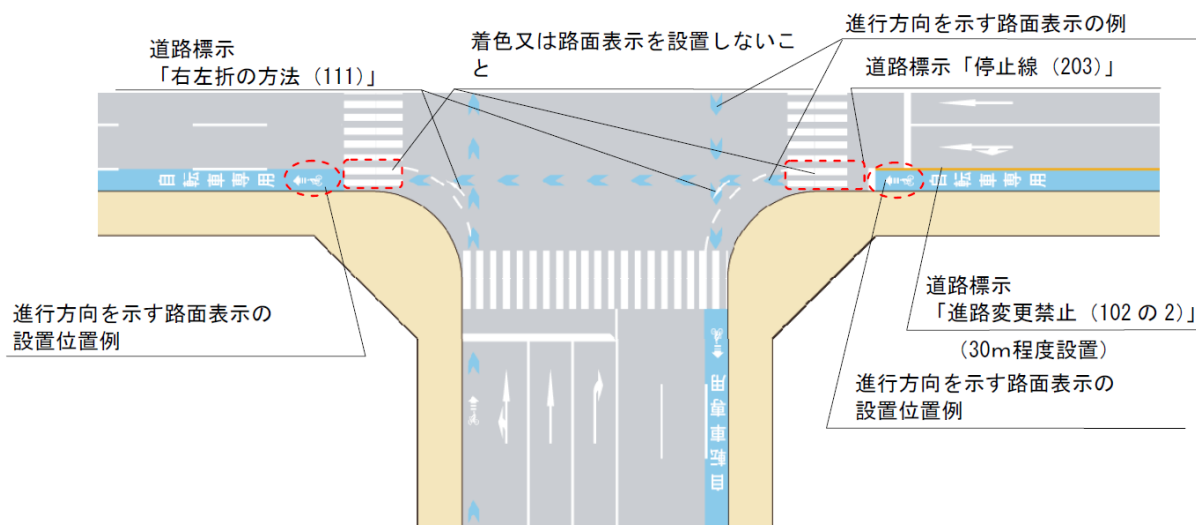 道路標示
「右左折の方法（111）」
着色又は路面表示を設置しないこ
と
進行方向を示す路面表示の例
道路標示「停止線（203）」
自転車専用
自転車専用
進行方向を示す路面表示の
設置位置例
道路標示
「進路変更禁止（102 の 2）」
（30m程度設置）
進行方向を示す路面表示の
設置位置例
自転車専用